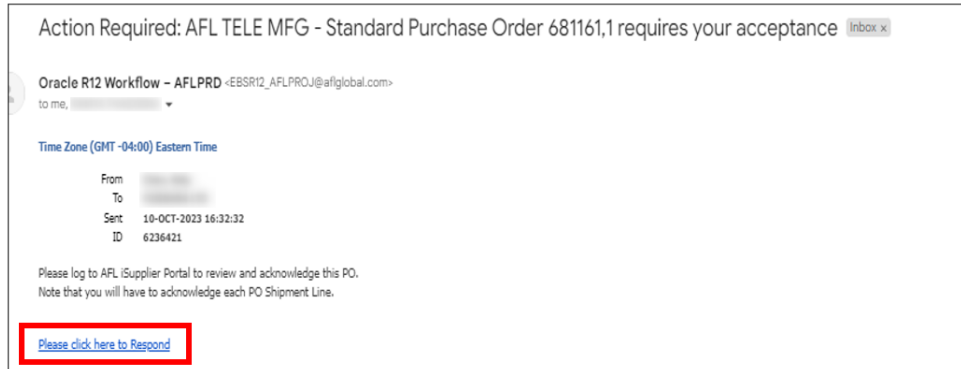 Action Required: AFL TELE MFG - Standard Purchase Order 681161,1 requires your acceptance Inbox x
Oracle R12 Workflow – AFLPRD <EBSR12_AFLPROJ@aflglobal.com>
to me,
Time Zone (GMT -04:00) Eastern Time
From
To
Sent 10-OCT-2023 16:32:32
ID 6236421
Please log to AFL iSupplier Portal to review and acknowledge this PO.
Note that you will have to acknowledge each PO Shipment Line.
Please click here to Respond